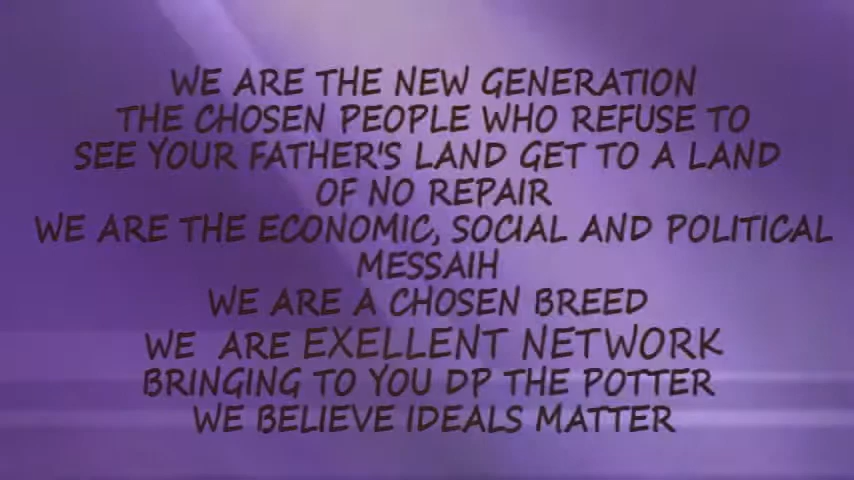 WE ARE THE NEW GENERATION
THE CHOSEN PEOPLE WHO REFUSE TO
SEE YOUR FATHER'S LAND GET TO A LAND
OF NO REPAIR
WE ARE THE ECONOMIC, SOCIAL AND POLITICAL
MESSAIH
WE ARE A CHOSEN BREED
WE ARE EXELLENT NETWORK
BRINGING TO YOU DP THE POTTER
WE BELIEVE IDEALS MATTER